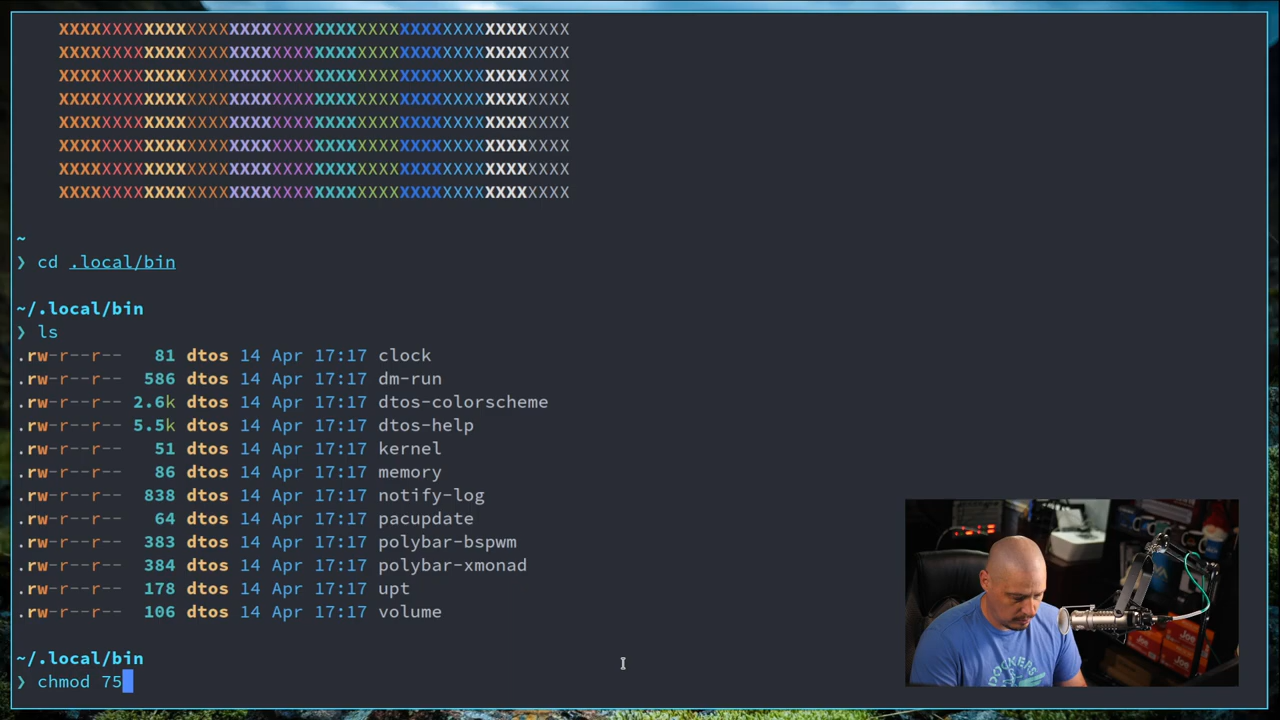 XXXXXXXXXXXXXXXXXXXXXXXXXXXXXXXXXXXXXXXXXXXXXXXX
XXXXXXXXXXXXXXXXXXXXXXXXXXXXXXXXXXXXXXXXXXXXXXXX
XXXXXXXXXXXXXXXXXXXXXXXXXXXXXXXXXXXXXXXXXXXXXXXX
XXXXXXXXXXXXXXXXXXXXXXXXXXXXXXXXXXXXXXXXXXXXXXXX
XXXXXXXXXXXXXXXXXXXXXXXXXXXXXXXXXXXXXXXXXXXXXXXX
XXXXXXXXXXXXXXXXXXXXXXXXXXXXXXXXXXXXXXXXXXXXXXXX
XXXXXXXXXXXXXXXXXXXXXXXXXXXXXXXXXXXXXXXXXXXXXXXX
XXXXXXXXXXXXXXXXXXXXXXXXXXXXXXXXXXXXXXXXXXXXXXXX
~
❯ cd .local/bin
~/.local/bin
❯ ls
.rw-r--r-- 81 dtos 14 Apr 17:17 clock
.rw-r--r-- 586 dtos 14 Apr 17:17 dm-run
.rw-r--r-- 2.6k dtos 14 Apr 17:17 dtos-colorscheme
.rw-r--r-- 5.5k dtos 14 Apr 17:17 dtos-help
.rw-r--r-- 51 dtos 14 Apr 17:17 kernel
.rw-r--r-- 86 dtos 14 Apr 17:17 memory
.rw-r--r-- 838 dtos 14 Apr 17:17 notify-log
.rw-r--r-- 64 dtos 14 Apr 17:17 pacupdate
.rw-r--r-- 383 dtos 14 Apr 17:17 polybar-bspwm
.rw-r--r-- 384 dtos 14 Apr 17:17 polybar-xmonad
.rw-r--r-- 178 dtos 14 Apr 17:17 upt
.rw-r--r-- 106 dtos 14 Apr 17:17 volume
~/.local/bin
❯ chmod 75